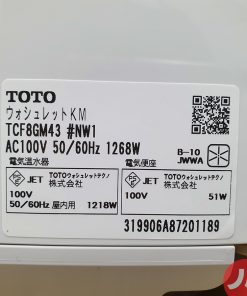 TOTO
ウォシュレットKM
TCF8GM43 #NW1
AC100V 50/60Hz 1268W
B-10
JWWA
電気温水器
電気便座
JET TOTOウォシュレットテクノ株式会社
100V
50/60Hz 屋内用 1218W
JET TOTOウォシュレットテクノ株式会社
100V 51W
319906A87201189